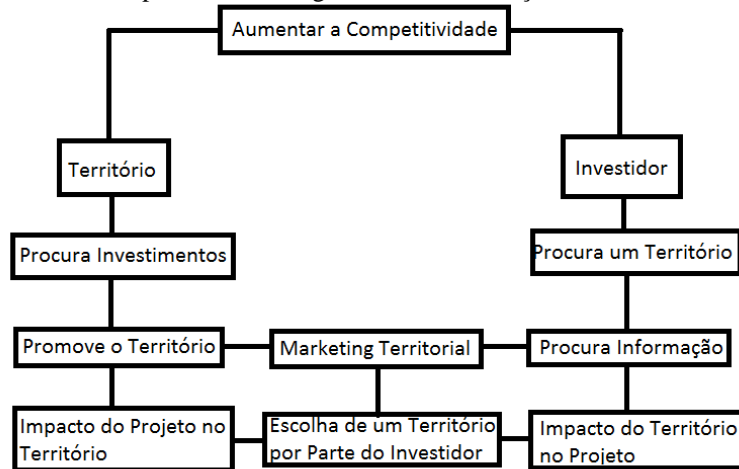 Aumentar a Competitividade
Território
Investidor
Procura Investimentos
Procura um Território
Promove o Território
Marketing Territorial
Procura Informação
Impacto do Projeto no
Território
Escolha de um Território
por Parte do Investidor
Impacto do Território
no Projeto